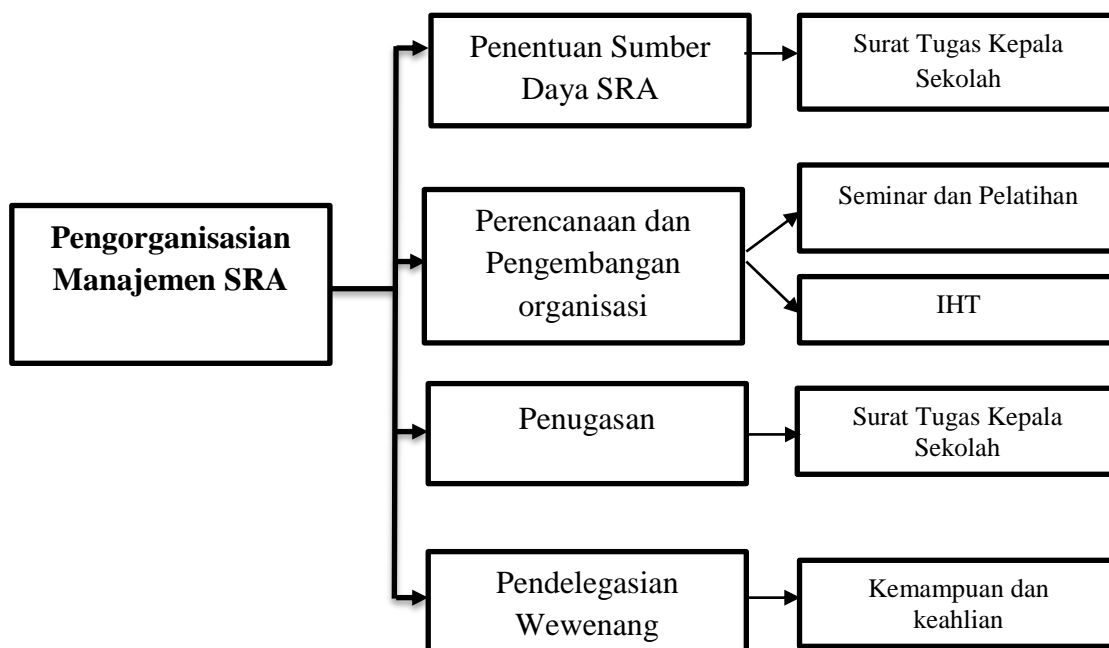 Penentuan Sumber
Daya SRA
Surat Tugas Kepala
Sekolah
Pengorganisasian
Manajemen SRA
Perencanaan dan
Pengembangan
organisasi
Seminar dan Pelatihan
IHT
Penugasan
Surat Tugas Kepala
Sekolah
Pendelegasian
Wewenang
Kemampuan dan
keahlian